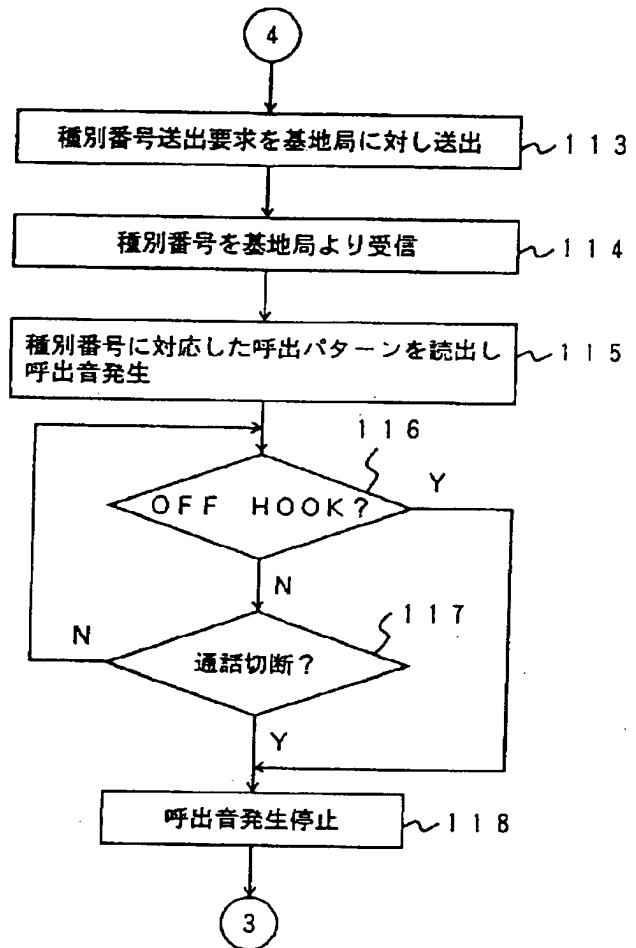 4
種別番号送出要求を基地局に対し送出
113
種別番号を基地局より受信
114
種別番号に対応した呼出パターンを読出し
呼出音発生
115
116
OFF HOOK?
Y
N
117
N
通話切断?
Y
呼出音発生停止
118
3